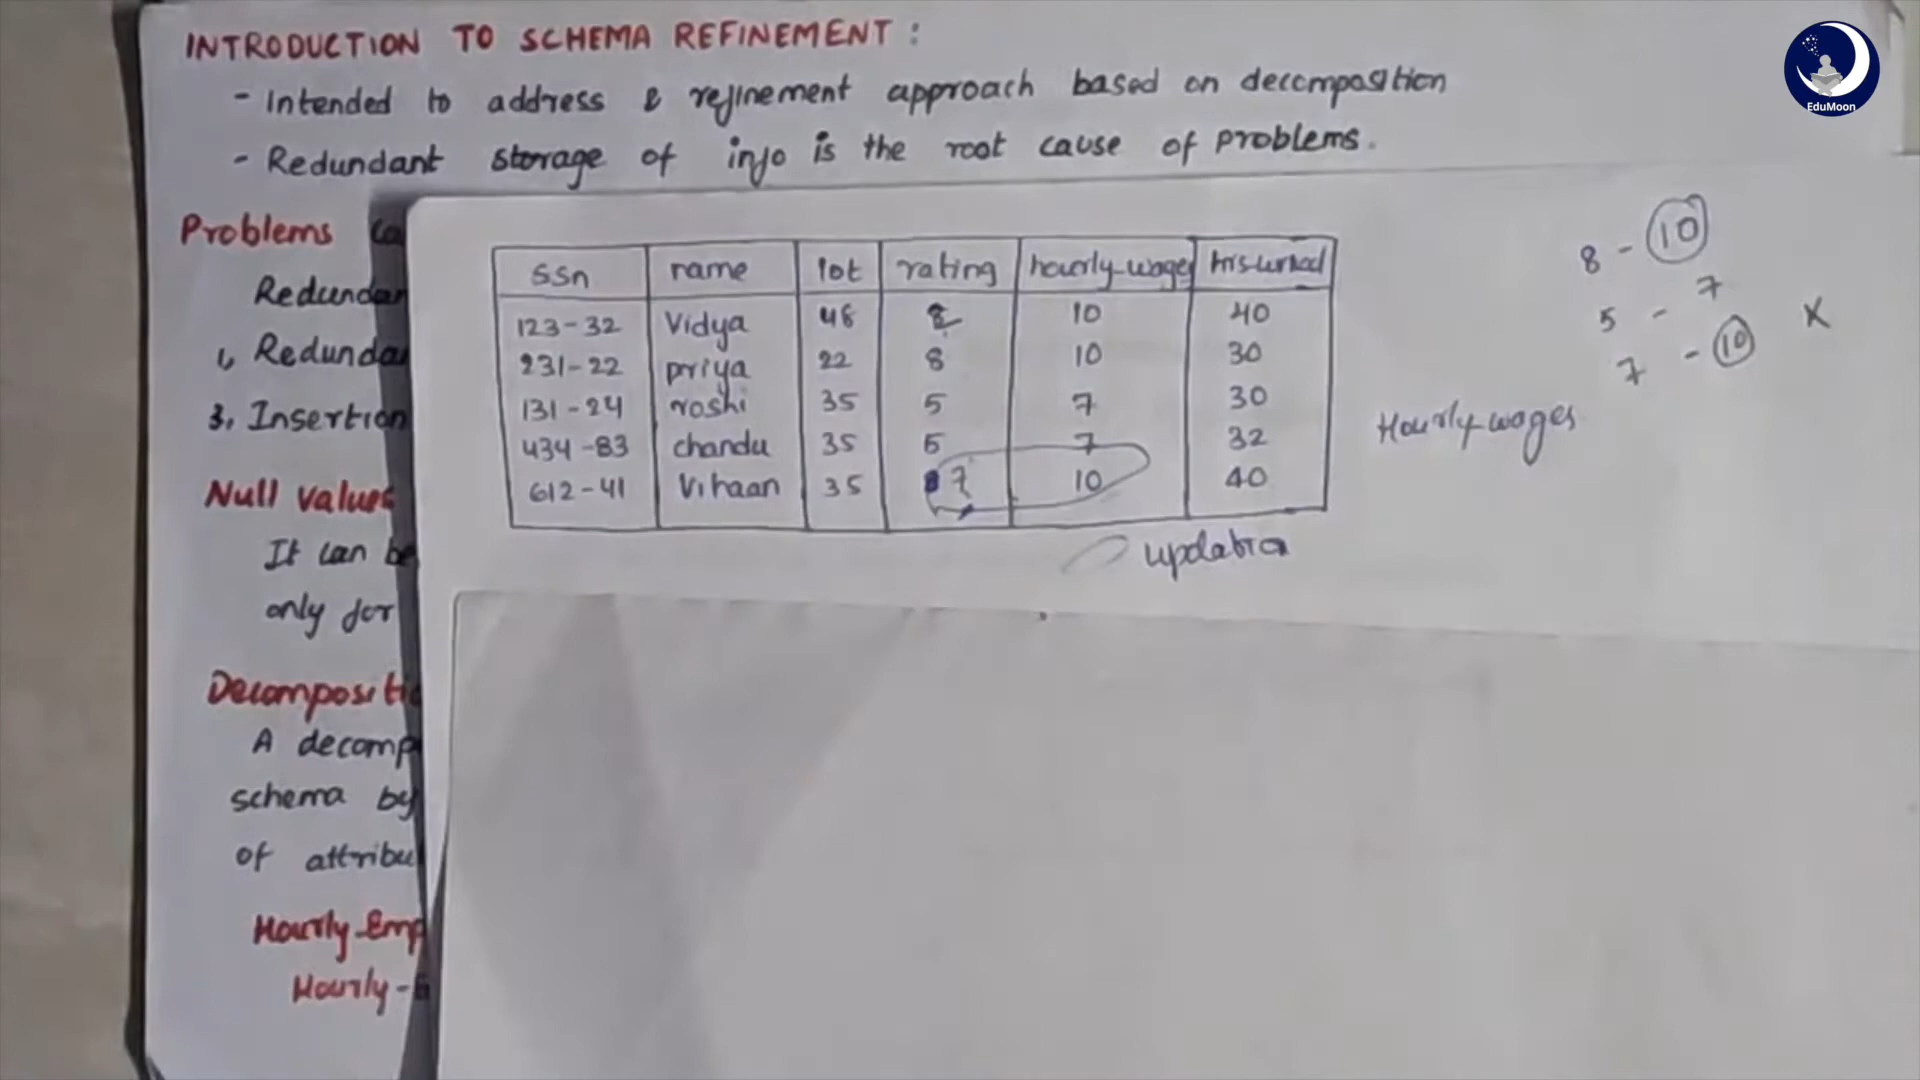 INTRODUCTION TO SCHEMA REFINEMENT :
- Intended to address & refinement approach based on decomposition
- Redundant storage of info is the root cause of problems.
Problems ca
Redundan
1, Redunda
3, Insertion
Null values
It can be
only for
Decompositi
A decomp
schema by
of attribu
Hourly-Emp
Hourly-E
ssn name lot rating hourly-wages
123-32 Vidya 48 10 40
231-22 priya 22 8 10 30
131-24 roshi 35 5 7 30
434-83 chandu 35 5 7 32
612-41 Vihaan 35 7 10 40
updation
8 - 10
5 - 7
7 - 10 X
Hourly-wages
EduMoon